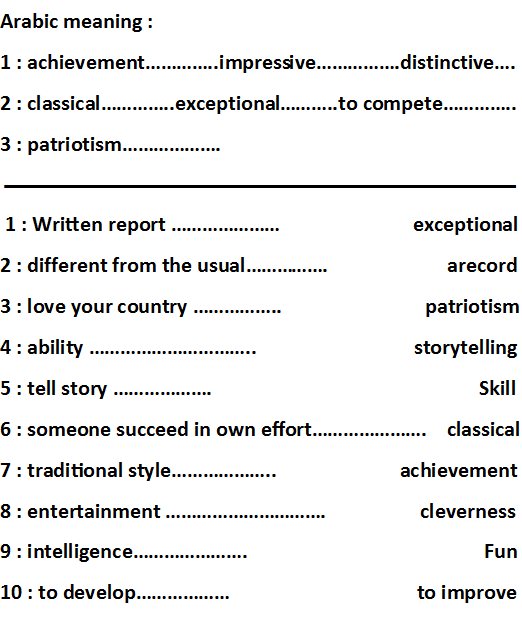 Arabic meaning :
1 : achievement..............impressive................distinctive....
2 : classical..............exceptional...........to compete..............
3 : patriotism...................
1 : Written report ..................... exceptional
2 : different from the usual................ arecord
3 : love your country ................. patriotism
4 : ability ................................ storytelling
5 : tell story ................... Skill
6 : someone succeed in own effort...................... classical
7 : traditional style.................... achievement
8 : entertainment ............................... cleverness
9 : intelligence...................... Fun
10 : to develop.................. to improve